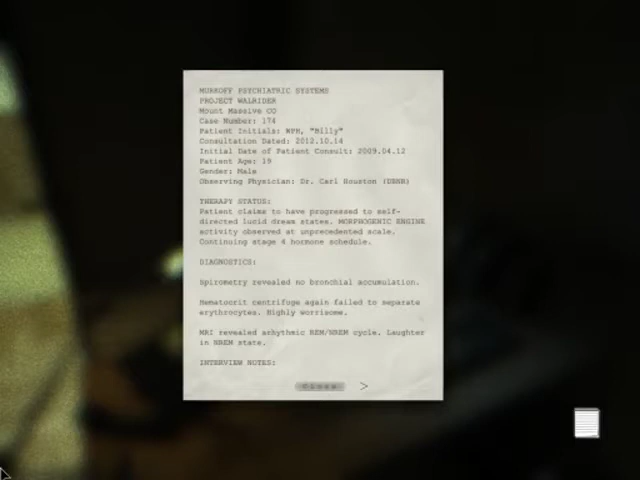 MURKOFF PSYCHIATRIC SYSTEMS
PROJECT WALRIDER
Mount Massive CO
Case Number: 174
Patient Initials: WPH, "Billy"
Consultation Dated: 2012.10.14
Initial Date of Patient Consult: 2009.04.12
Patient Age: 19
Gender: Male
Observing Physician: Dr. Carl Houston (DBNR)
THERAPY STATUS:
Patient claims to have progressed to self-
directed lucid dream states. MORPHOGENIC ENGINE
activity observed at unprecedented scale.
Continuing stage 4 hormone schedule.
DIAGNOSTICS:
Spirometry revealed no bronchial accumulation.
Hematocrit centrifuge again failed to separate
erythrocytes. Highly worrisome.
MRI revealed arhythmic REM/NREM cycle. Laughter
in NREM state.
INTERVIEW NOTES:
CLOSE >